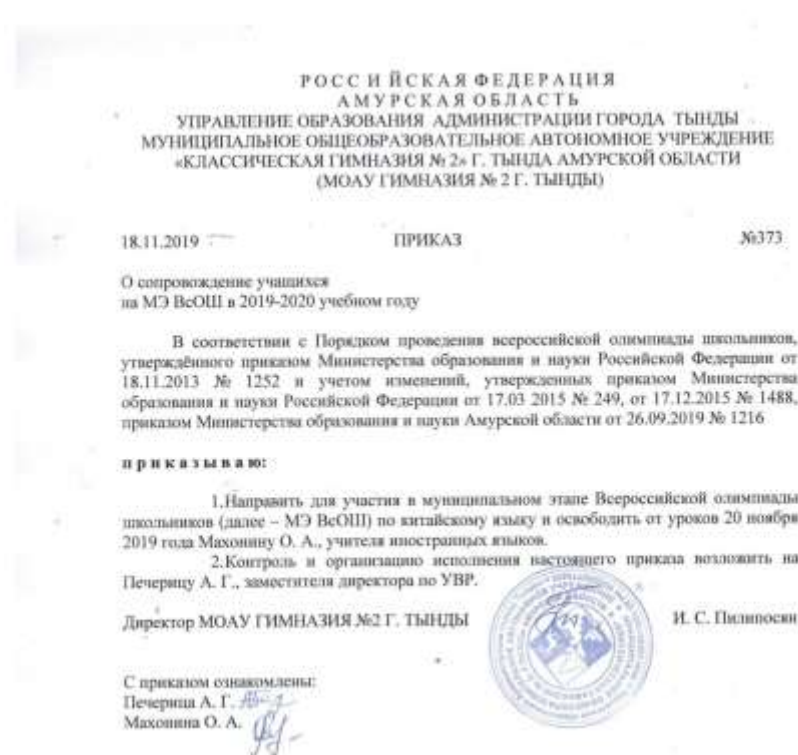 Р О С С И Й С К А Я Ф Е Д Е Р А Ц И Я
А М У Р С К А Я О Б Л А С Т Ь
УПРАВЛЕНИЕ ОБРАЗОВАНИЯ АДМИНИСТРАЦИИ ГОРОДА ТЫНДЫ
МУНИЦИПАЛЬНОЕ ОБЩЕОБРАЗОВАТЕЛЬНОЕ АВТОНОМНОЕ УЧРЕЖДЕНИЕ
«КЛАССИЧЕСКАЯ ГИМНАЗИЯ № 2» Г. ТЫНДА АМУРСКОЙ ОБЛАСТИ
(МОАУ ГИМНАЗИЯ № 2 Г. ТЫНДЫ)
18.11.2019 ПРИКАЗ №373
О сопровождение учащихся
на МЭ ВсОШ в 2019-2020 учебном году
В соответствии с Порядком проведения всероссийской олимпиады школьников,
утверждённого приказом Министерства образования и науки Российской Федерации от
18.11.2013 № 1252 и учетом изменений, утвержденных приказом Министерства
образования и науки Российской Федерации от 17.03 2015 № 249, от 17.12.2015 № 1488,
приказом Министерства образования и науки Амурской области от 26.09.2019 № 1216
п р и к а з ы в а ю:
1.Направить для участия в муниципальном этапе Всероссийской олимпиады
школьников (далее – МЭ ВсОШ) по китайскому языку и освободить от уроков 20 ноября
2019 года Махонину О. А., учителя иностранных языков.
2.Контроль и организацию исполнения настоящего приказа возложить на
Печерицу А. Г., заместителя директора по УВР.
Директор МОАУ ГИМНАЗИЯ №2 Г. ТЫНДЫ И. С. Пилипосян
С приказом ознакомлены:
Печерица А. Г.
Махонина О. А.